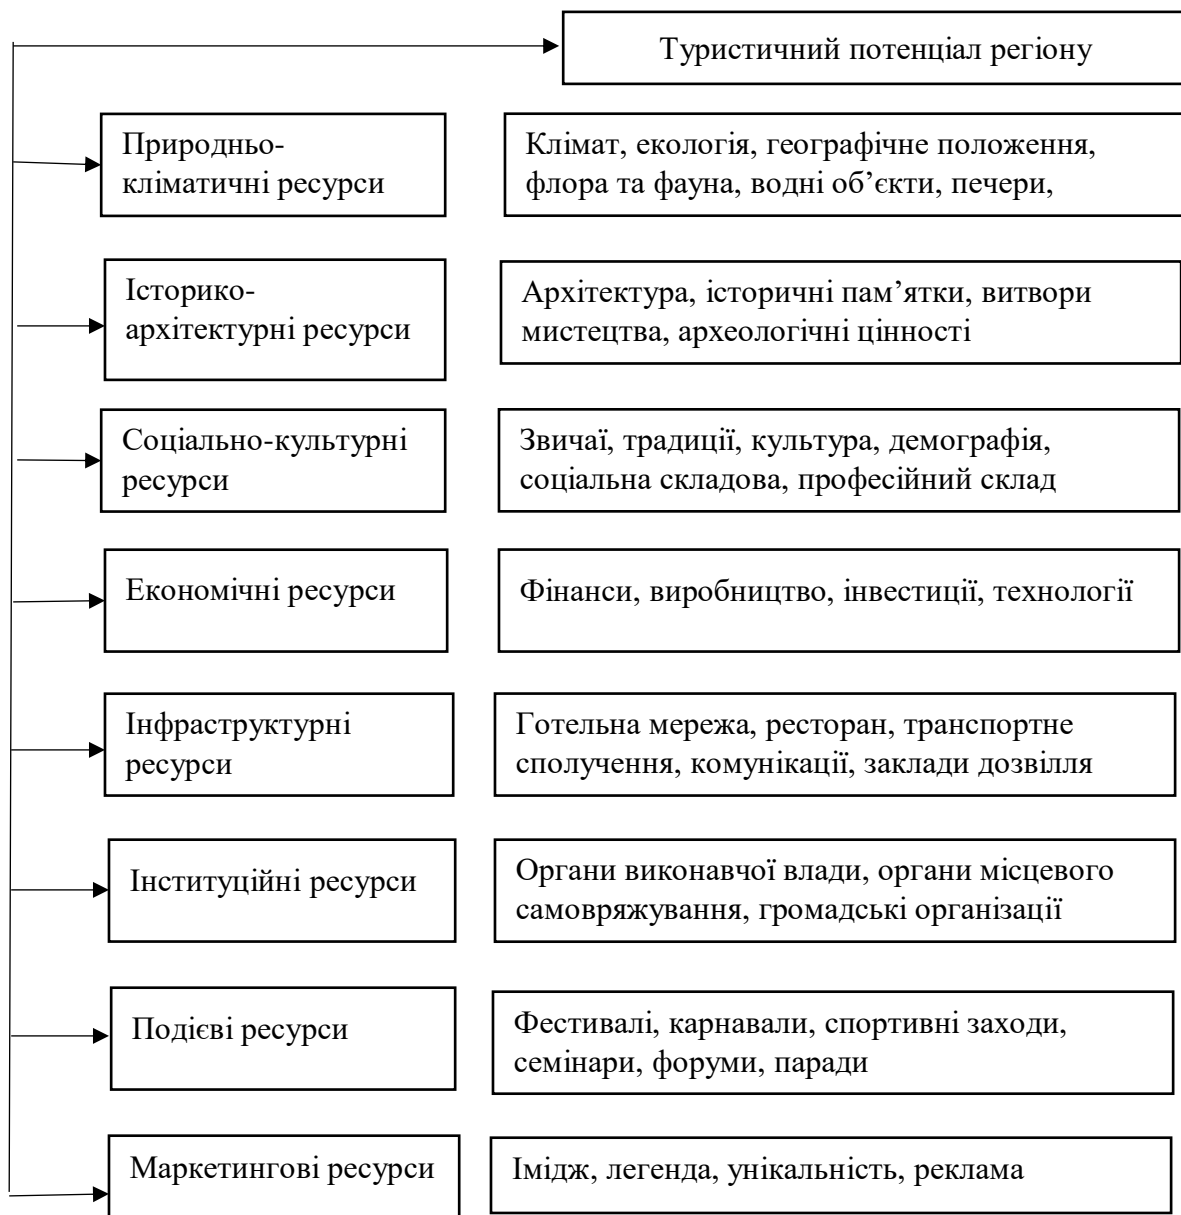 Туристичний потенціал регіону
Природньо-
кліматичні ресурси
Клімат, екологія, географічне положення,
флора та фауна, водні об’єкти, печери,
Історико-
архітектурні ресурси
Архітектура, історичні пам’ятки, витвори
мистецтва, археологічні цінності
Соціально-культурні
ресурси
Звичаї, традиції, культура, демографія,
соціальна складова, професійний склад
Економічні ресурси
Фінанси, виробництво, інвестиції, технології
Інфраструктурні
ресурси
Готельна мережа, ресторан, транспортне
сполучення, комунікації, заклади дозвілля
Інституційні ресурси
Органи виконавчої влади, органи місцевого
самовряжування, громадські організації
Подієві ресурси
Фестивалі, карнавали, спортивні заходи,
семінари, форуми, паради
Маркетингові ресурси
Імідж, легенда, унікальність, реклама